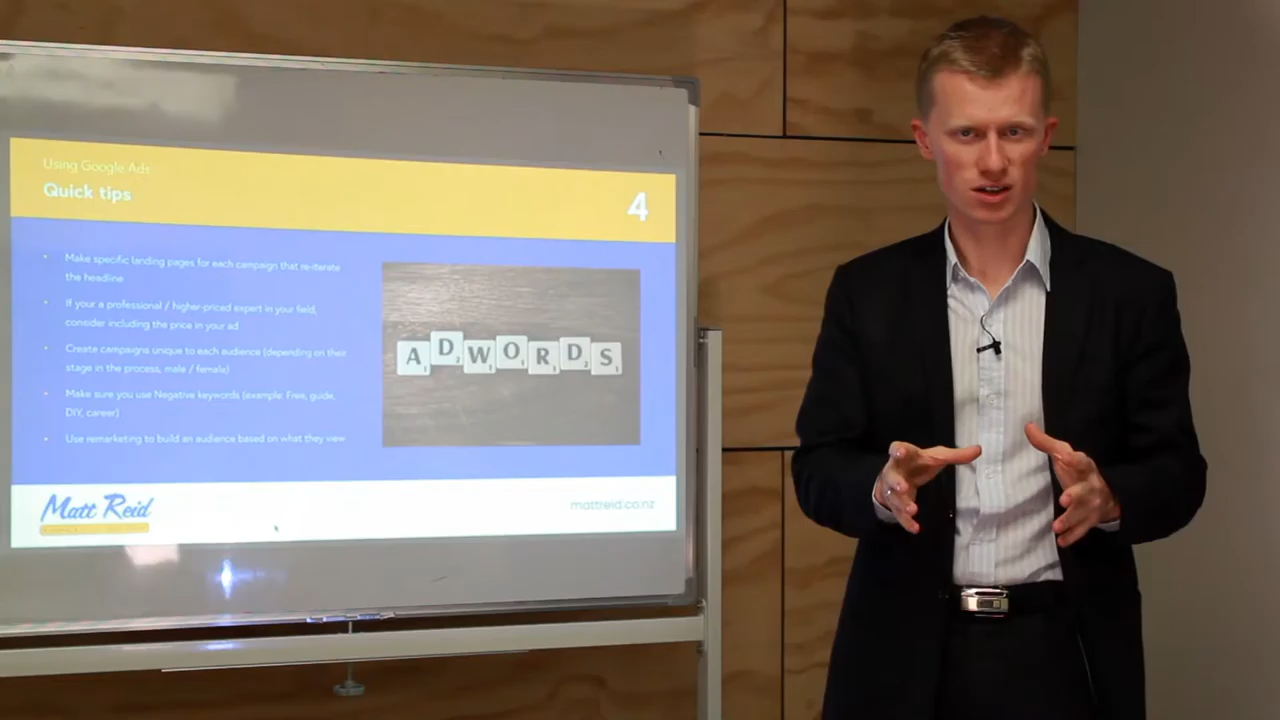 Using Google Ads
Quick tips
4
• Make specific landing pages for each campaign that re-iterate
the headline
• If your a professional / higher-priced expert in your field,
consider including the price in your ad
• Create campaigns unique to each audience (depending on their
stage in the process, male / female)
• Make sure you use Negative keywords (example: Free, guide,
DIY, career)
• Use remarketing to build an audience based on what they view
ADWORDS
Matt Reid
mattreid.co.nz